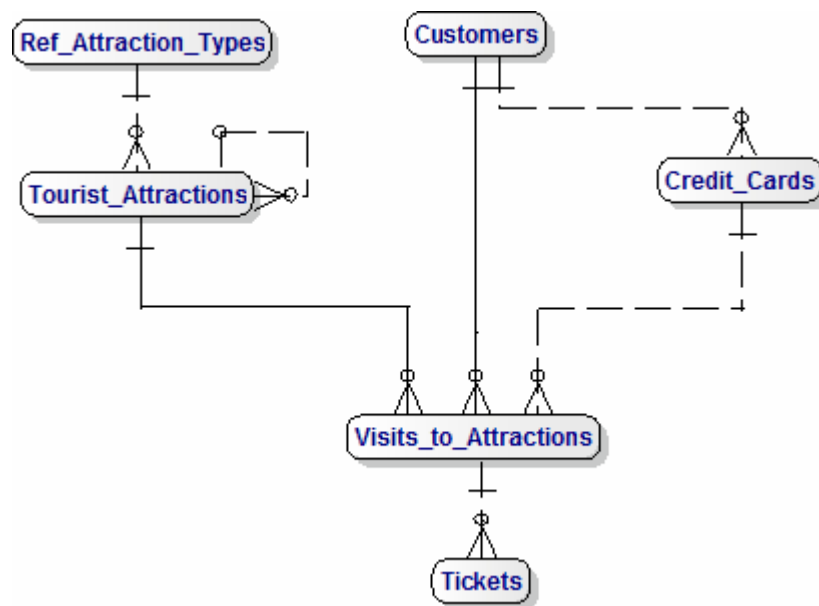 Ref_Attraction_Types
Customers
Tourist_Attractions
Credit_Cards
Visits_to_Attractions
Tickets